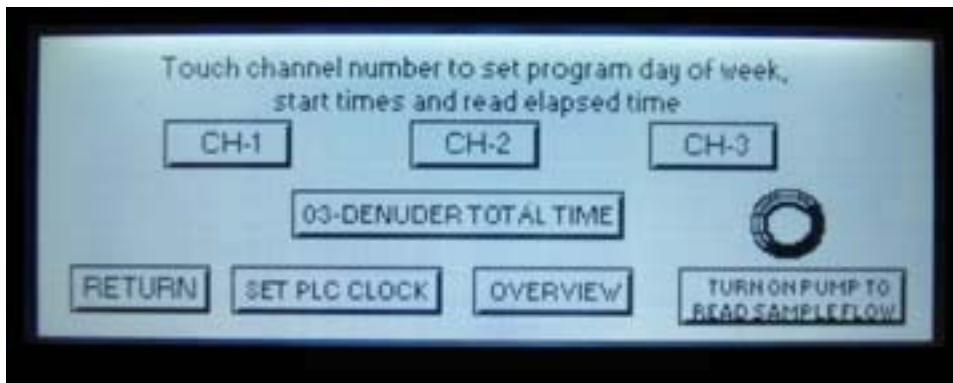 Touch channel number to set program day of week,
start times and read elapsed time
CH-1 CH-2 CH-3
03-DENUDER TOTAL TIME
RETURN SET PLC CLOCK OVERVIEW TURN ON PUMP TO
READ SAMPLE FLOW